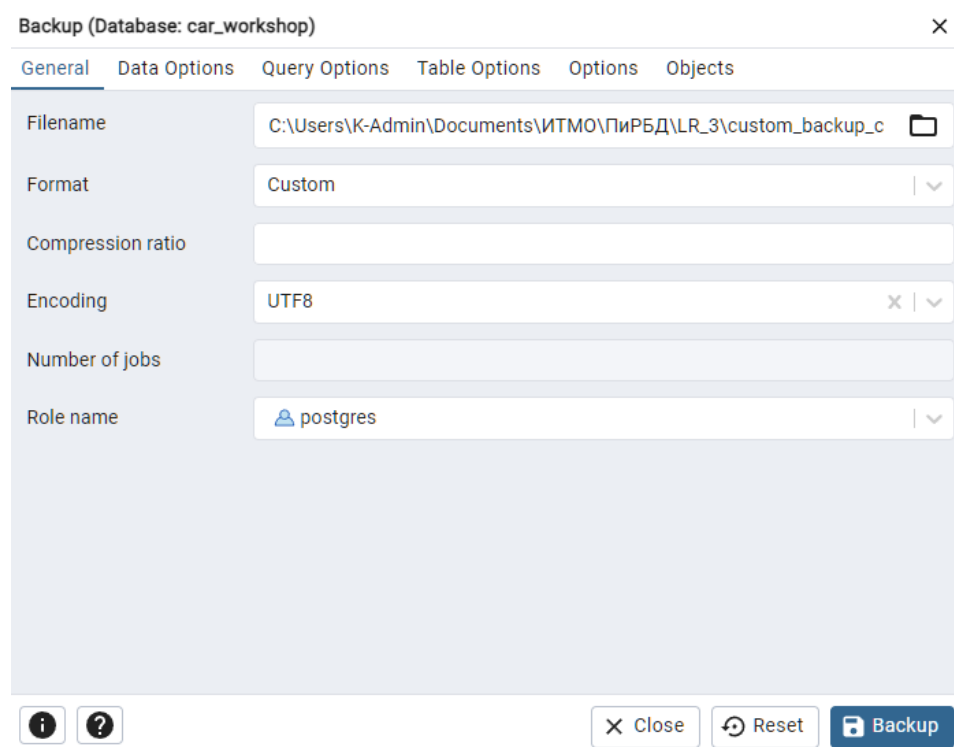 Backup (Database: car_workshop)
General Data Options Query Options Table Options Options Objects
Filename C:\Users\K-Admin\Documents\ИТМО\ПиРБД\LR_3\custom_backup_c
Format Custom
Compression ratio
Encoding UTF8
Number of jobs
Role name postgres
Close Reset Backup